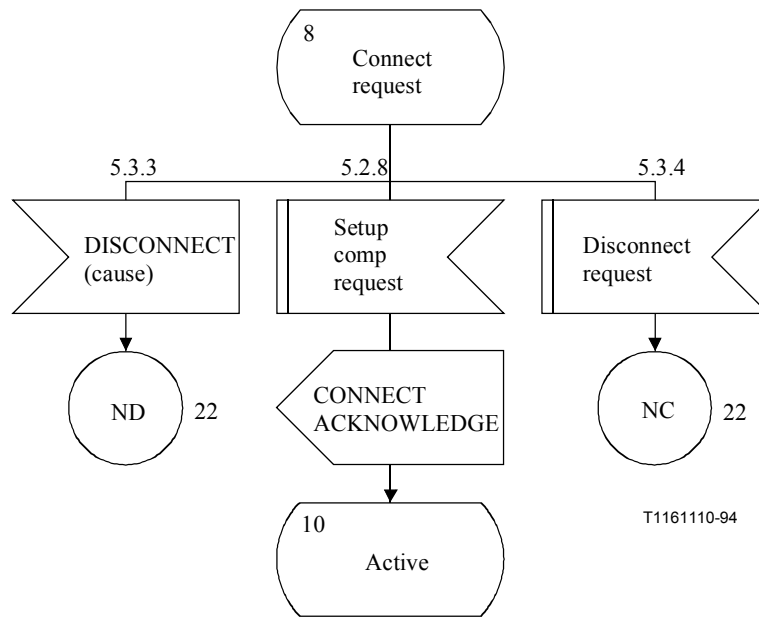 8
Connect
request
5.3.3
5.2.8
5.3.4
DISCONNECT
(cause)
Setup
comp
request
Disconnect
request
ND
22
CONNECT
ACKNOWLEDGE
NC
22
10
Active
T1161110-94